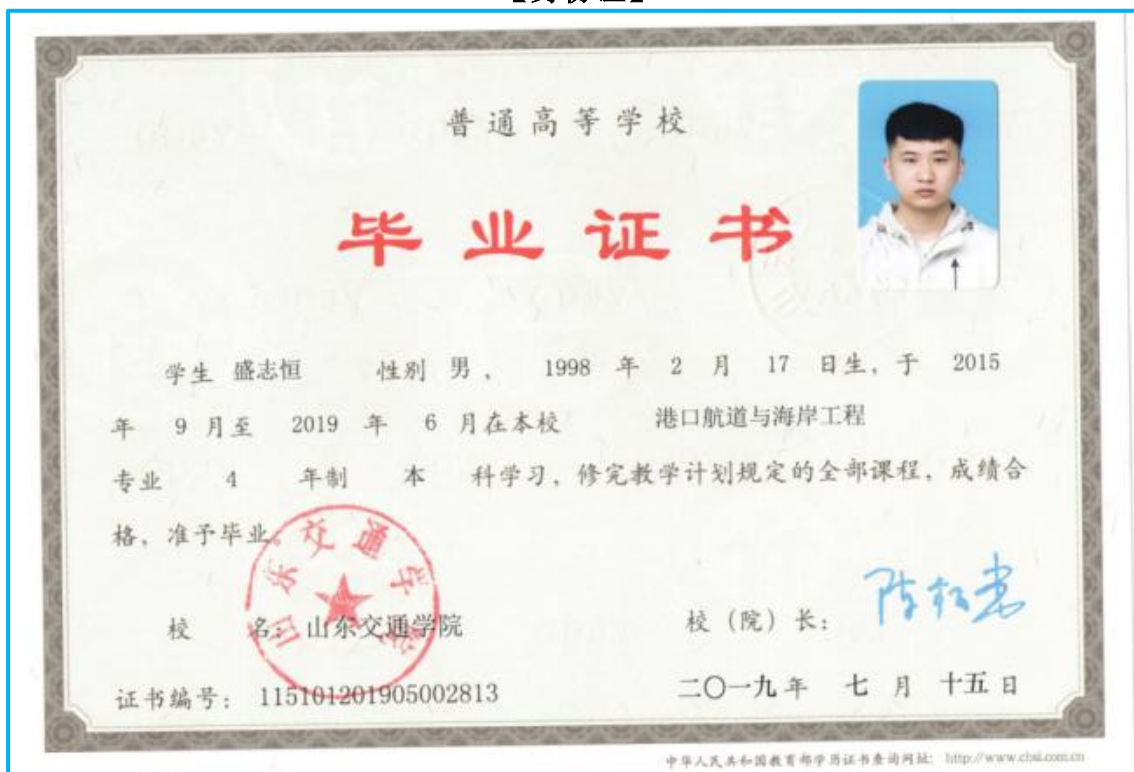 普通高等学校
毕业证书
学生 盛志恒 性别 男， 1998 年 2 月 17 日生，于 2015
年 9 月至 2019 年 6 月在本校 港口航道与海岸工程
专业 4 年制 本 科学习，修完教学计划规定的全部课程，成绩合
格，准予毕业。
山东交通学院
校 名：山东交通学院 校（院）长：
证书编号： 115101201905002813 二〇一九年 七 月 十五 日
中华人民共和国教育部学历证书查询网址： http://www.chsi.com.cn